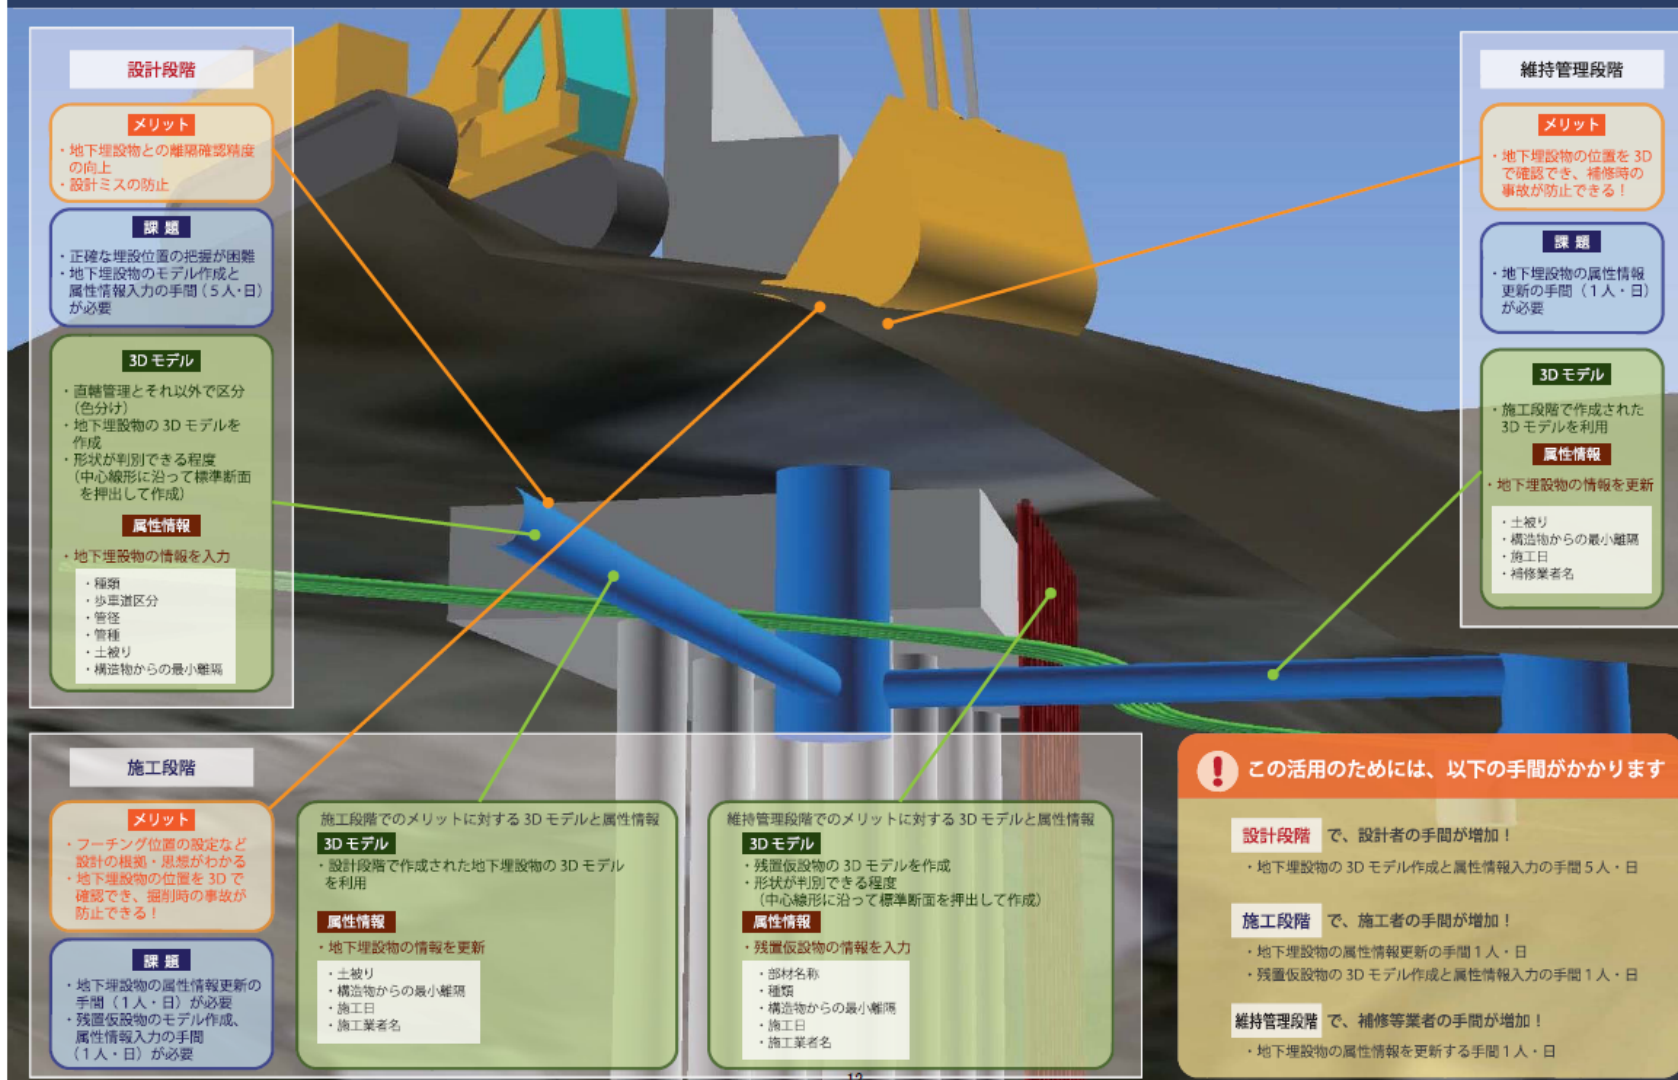 設計段階
メリット
・地下埋設物との離隔確認精度
の向上
・設計ミスの防止
課 題
・正確な埋設位置の把握が困難
・地下埋設物のモデル作成と
属性情報入力の手間（5人・日）
が必要
3D モデル
・直轄管理とそれ以外で区分
（色分け）
・地下埋設物の 3D モデルを
作成
・形状が判別できる程度
（中心線形に沿って標準断面
を押出して作成）
属性情報
・地下埋設物の情報を入力
・種類
・歩車道区分
・管径
・管種
・土被り
・構造物からの最小離隔
維持管理段階
メリット
・地下埋設物の位置を 3D
で確認でき、補修時の
事故が防止できる！
課 題
・地下埋設物の属性情報
更新の手間（1人・日）
が必要
3D モデル
・施工段階で作成された
3D モデルを利用
属性情報
・地下埋設物の情報を更新
・土被り
・構造物からの最小離隔
・施工日
・補修業者名
施工段階
メリット
・フーチング位置の設定など
設計の根拠・思想がわかる
・地下埋設物の位置を 3D で
確認でき、掘削時の事故が
防止できる！
課 題
・地下埋設物の属性情報更新の
手間（1人・日）が必要
・残置仮設物のモデル作成、
属性情報入力の手間
（1人・日）が必要
施工段階でのメリットに対する 3D モデルと属性情報
3D モデル
・設計段階で作成された地下埋設物の 3D モデル
を利用
属性情報
・地下埋設物の情報を更新
・土被り
・構造物からの最小離隔
・施工日
・施工業者名
維持管理段階でのメリットに対する 3D モデルと属性情報
3D モデル
・残置仮設物の 3D モデルを作成
・形状が判別できる程度
（中心線形に沿って標準断面を押出して作成）
属性情報
・残置仮設物の情報を入力
・部材名称
・種類
・構造物からの最小離隔
・施工日
・施工業者名
! この活用のためには、以下の手間がかかります
設計段階 で、設計者の手間が増加！
・地下埋設物の 3D モデル作成と属性情報入力の手間 5 人・日
施工段階 で、施工者の手間が増加！
・地下埋設物の属性情報更新の手間 1 人・日
・残置仮設物の 3D モデル作成と属性情報入力の手間 1 人・日
維持管理段階 で、補修等業者の手間が増加！
・地下埋設物の属性情報を更新する手間 1 人・日
12